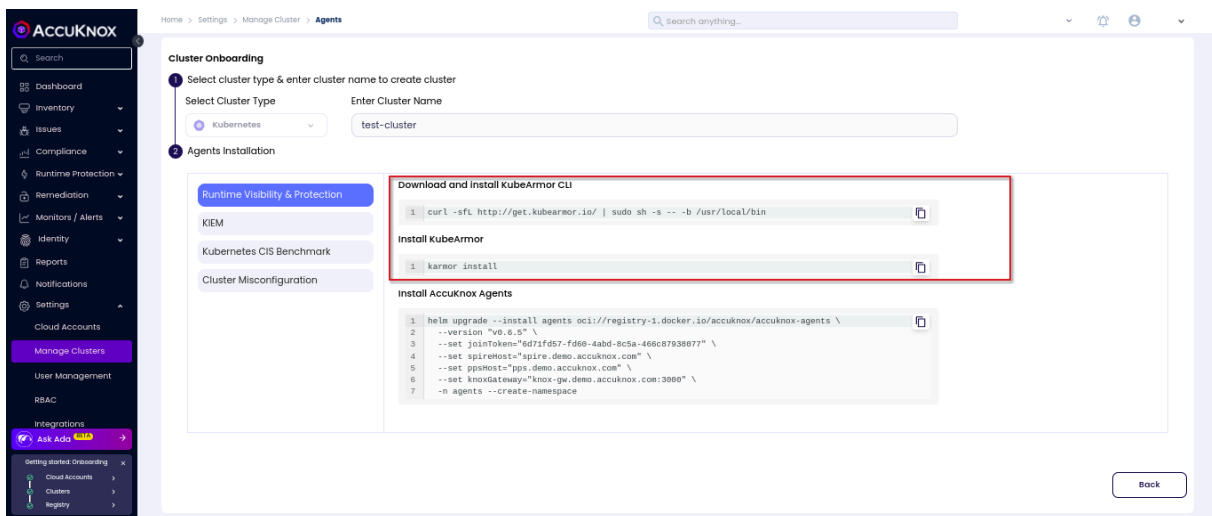 ACCUKNOX
Home > Settings > Manage Cluster > Agents
Search anything...
Search
Dashboard
Inventory
Issues
Compliance
Runtime Protection
Remediation
Monitors / Alerts
Identity
Reports
Notifications
Settings
Cloud Accounts
Manage Clusters
User Management
RBAC
Integrations
Ask Ada BETA
Getting started: Onboarding x
Cloud Accounts >
Clusters >
Registry >
Cluster Onboarding
1 Select cluster type & enter cluster name to create cluster
Select Cluster Type
Enter Cluster Name
Kubernetes
test-cluster
2 Agents Installation
Runtime Visibility & Protection
KIEM
Kubernetes CIS Benchmark
Cluster Misconfiguration
Download and install KubeArmor CLI
1 curl -sfL http://get.kubearmor.io/ | sudo sh -s -- -b /usr/local/bin
Install KubeArmor
1 karmor install
Install AccuKnox Agents
1 helm upgrade --install agents oci://registry-1.docker.io/accuknox/accuknox-agents \
2 --version "v0.6.5" \
3 --set joinToken="6d71fd57-fd60-4abd-8c5a-466c87938077" \
4 --set spireHost="spire.demo.accuknox.com" \
5 --set ppsHost="pps.demo.accuknox.com" \
6 --set knoxGateway="knox-gw.demo.accuknox.com:3000" \
7 -n agents --create-namespace
Back